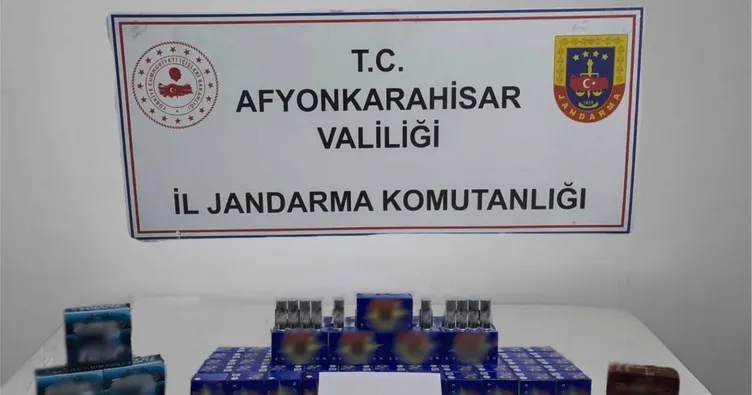 T.C.
AFYONKARAHİSAR
VALİLİĞİ
İL JANDARMA KOMUTANLIĞI
JANDARMA